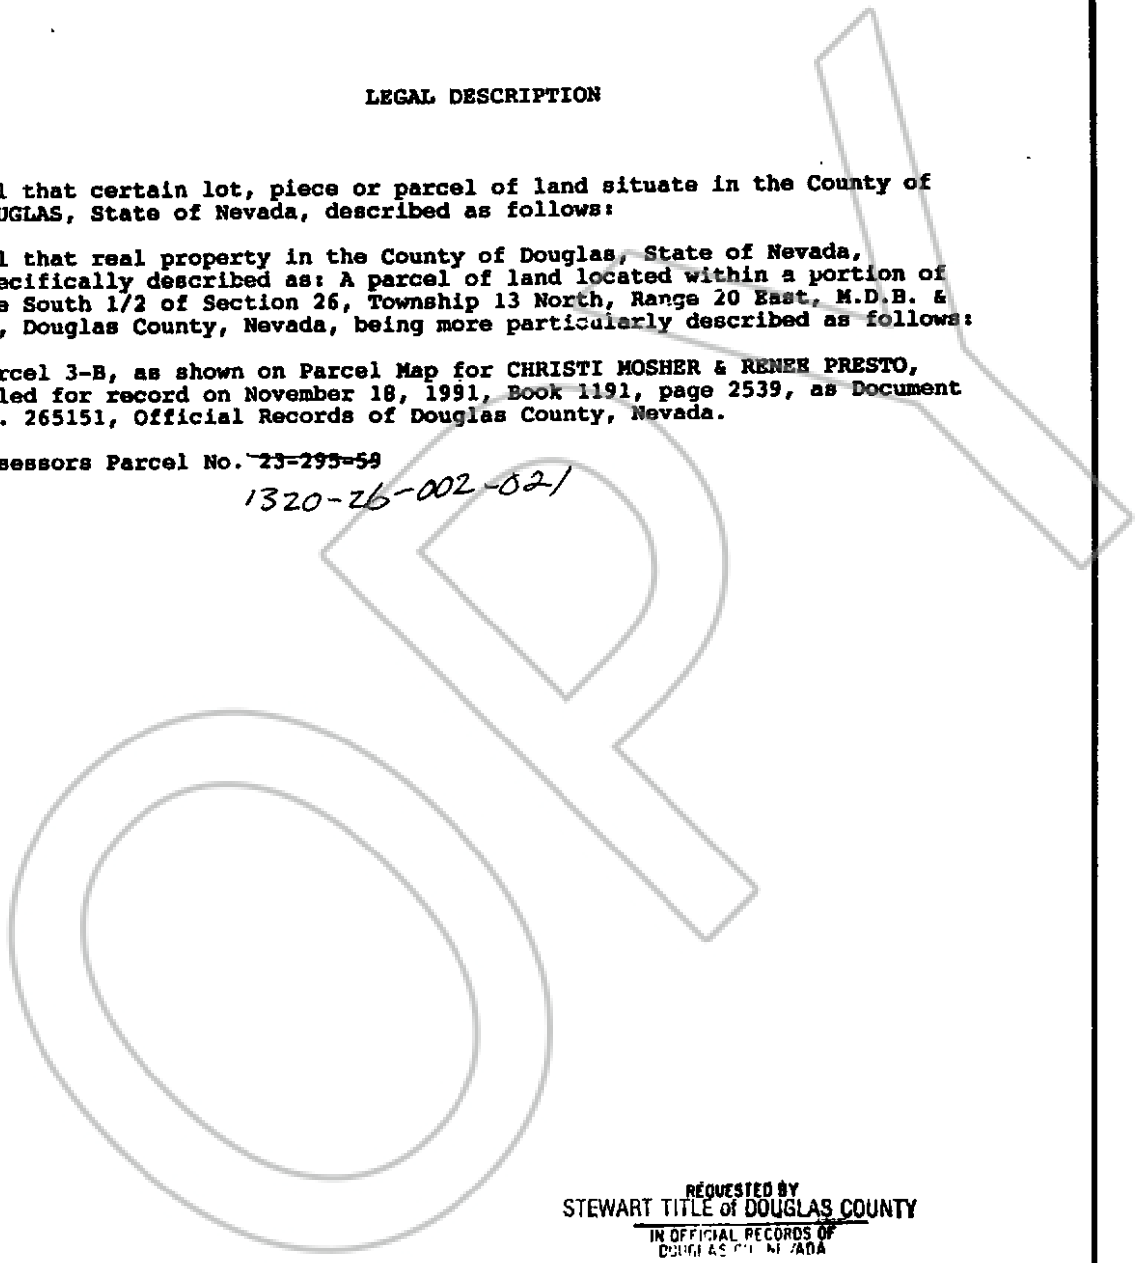 LEGAL DESCRIPTION
l that certain lot, piece or parcel of land situate in the County of
UGLAS, State of Nevada, described as follows:
l that real property in the County of Douglas, State of Nevada,
ecifically described as: A parcel of land located within a portion of
e South 1/2 of Section 26, Township 13 North, Range 20 East, M.D.B. &
, Douglas County, Nevada, being more particularly described as follows:
rcel 3-B, as shown on Parcel Map for CHRISTI MOSHER & RENEE PRESTO,
led for record on November 18, 1991, Book 1191, page 2539, as Document
. 265151, Official Records of Douglas County, Nevada.
sessors Parcel No. 23-295-59
1320-26-002-021
REQUESTED BY
STEWART TITLE of DOUGLAS COUNTY
IN OFFICIAL RECORDS OF
DOUGLAS CO. NEVADA
COPY